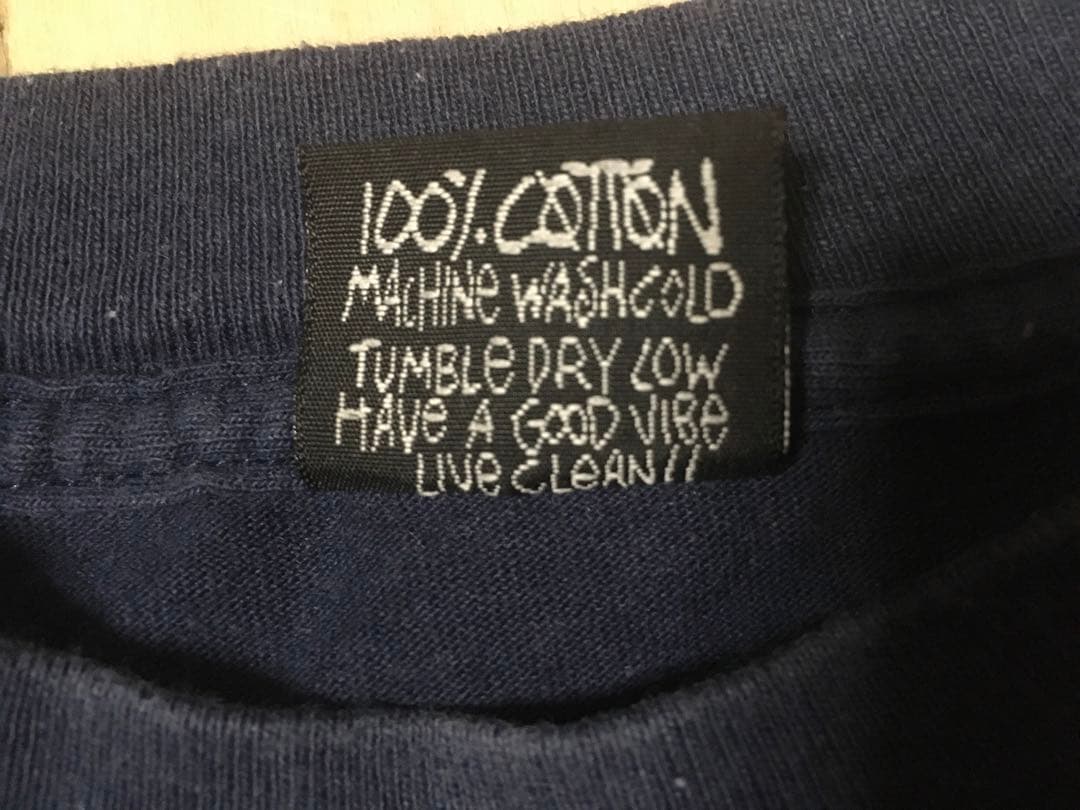 100% COTTON
MACHINE WASH COLD
TUMBLE DRY LOW
HAVE A GOOD VIBE
LIVE CLEAN!!